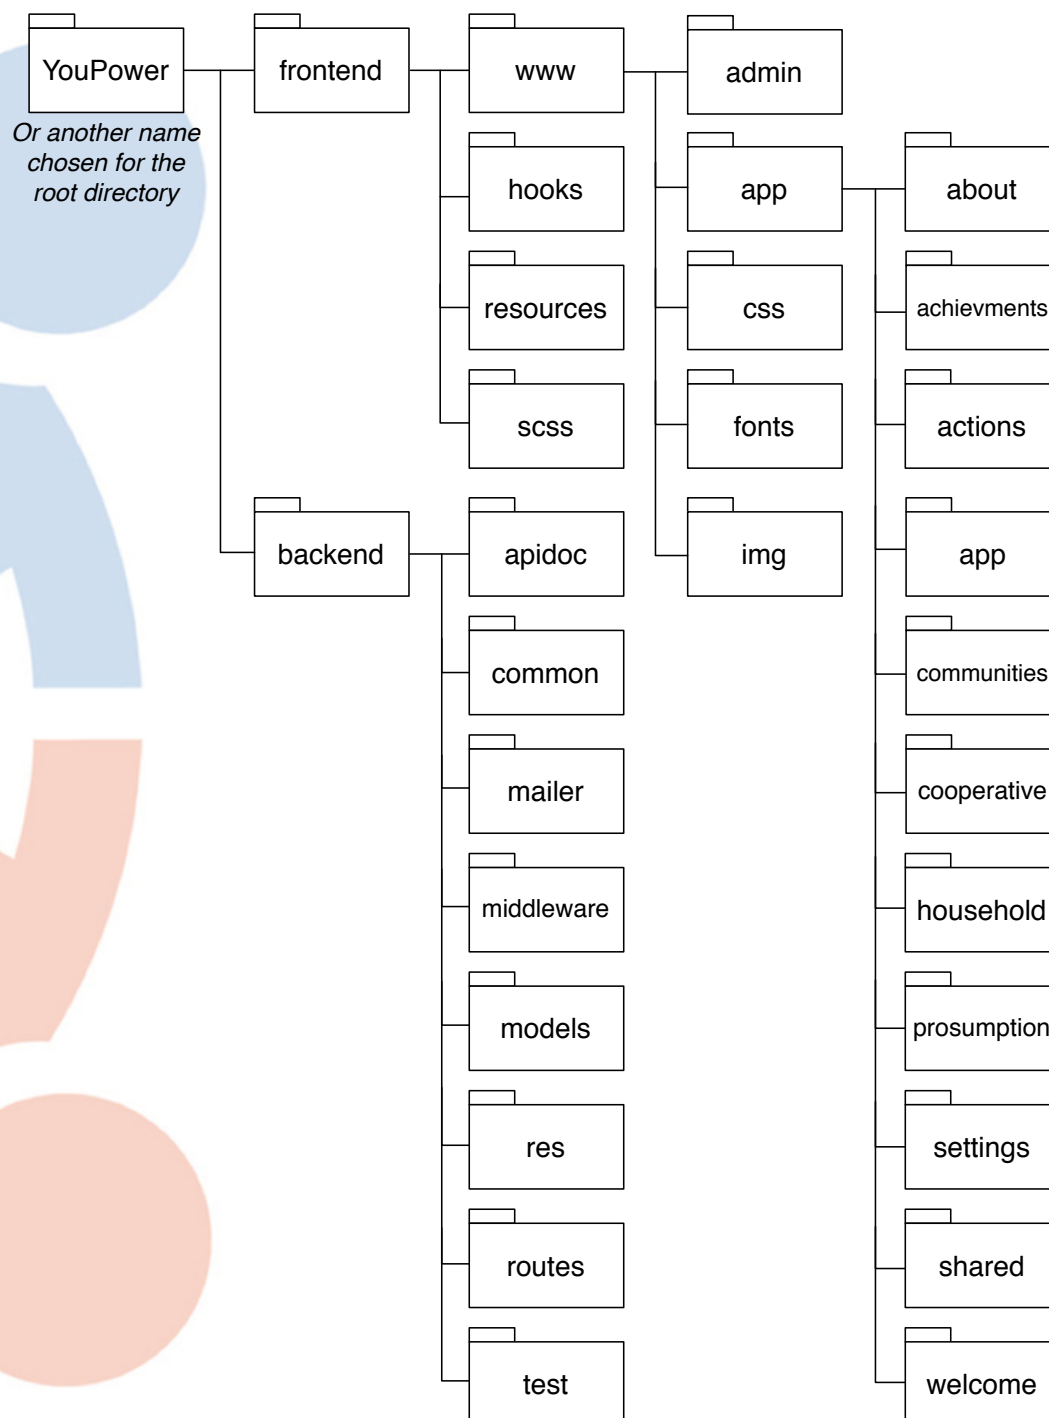 YouPower
frontend
www
admin
Or another name
chosen for the
root directory
hooks
app
about
resources
css
achievments
scss
fonts
actions
backend
apidoc
img
app
common
communities
mailer
cooperative
middleware
household
models
prosumption
res
settings
routes
shared
test
welcome